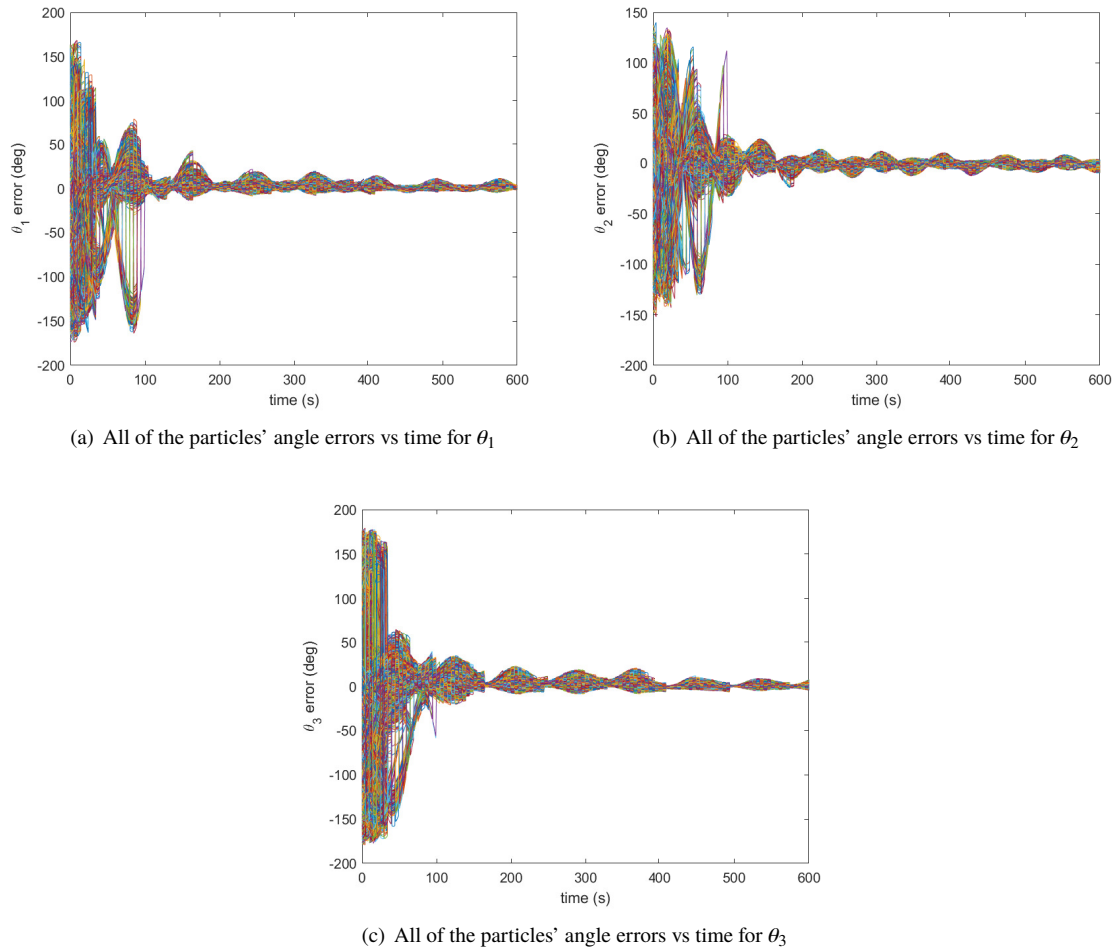 200
150
100
50
0
-50
-100
-150
-200
θ1 error (deg)
0 100 200 300 400 500 600
time (s)
(a) All of the particles' angle errors vs time for θ1
150
100
50
0
-50
-100
-150
-200
θ2 error (deg)
0 100 200 300 400 500 600
time (s)
(b) All of the particles' angle errors vs time for θ2
200
150
100
50
0
-50
-100
-150
-200
θ3 error (deg)
0 100 200 300 400 500 600
time (s)
(c) All of the particles' angle errors vs time for θ3